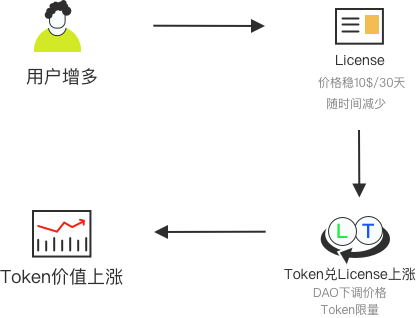 用户增多
License
价格稳10$/30天
随时间减少
L T
Token兑License上涨
DAO下调价格
Token限量
Token价值上涨